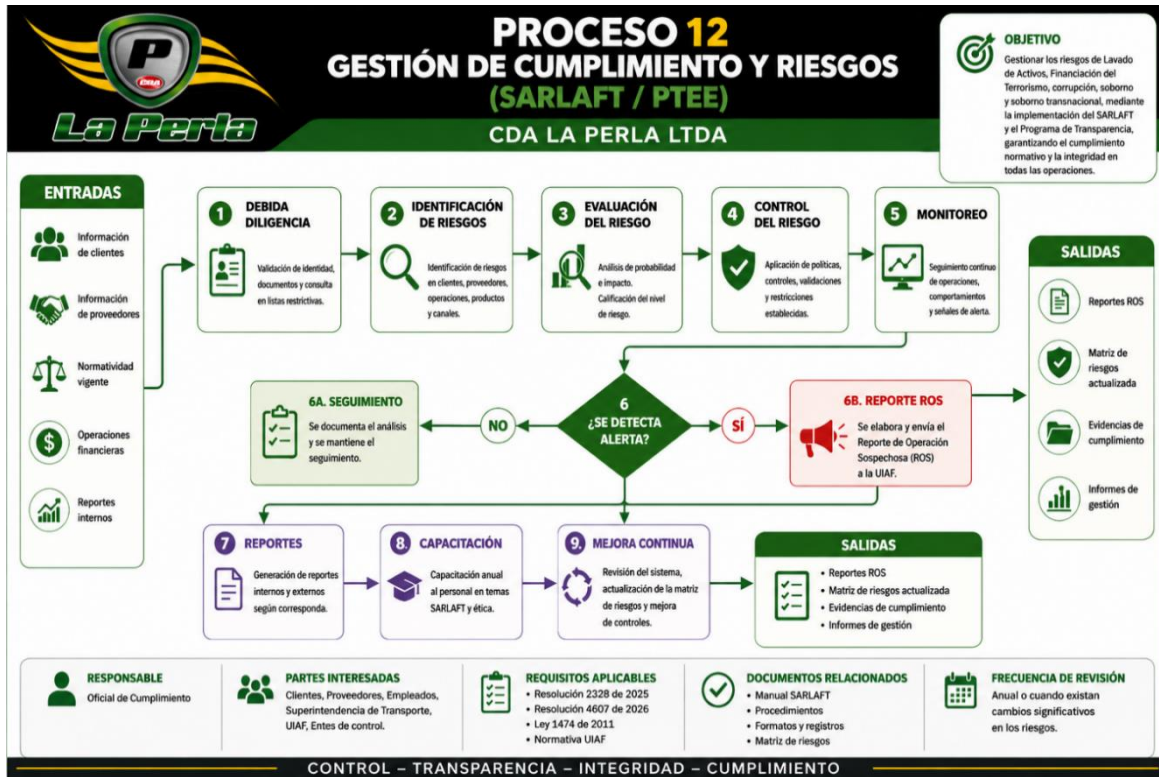 P
CDA
La Perla
PROCESO 12
GESTIÓN DE CUMPLIMIENTO Y RIESGOS
(SARLAFT / PTEE)
CDA LA PERLA LTDA
OBJETIVO
Gestionar los riesgos de Lavado
de Activos, Financiación del
Terrorismo, corrupción, soborno
y soborno transnacional, mediante
la implementación del SARLAFT
y el Programa de Transparencia,
garantizando el cumplimiento
normativo y la integridad en
todas las operaciones.
ENTRADAS
Información
de clientes
Información
de proveedores
Normatividad
vigente
$
Operaciones
financieras
Reportes
internos
1 DEBIDA
DILIGENCIA
Validación de identidad,
documentos y consulta
en listas restrictivas.
2 IDENTIFICACIÓN
DE RIESGOS
Identificación de riesgos
en clientes, proveedores,
operaciones, productos
y canales.
3 EVALUACIÓN
DEL RIESGO
Análisis de probabilidad
e impacto.
Calificación del nivel
de riesgo.
4 CONTROL
DEL RIESGO
Aplicación de políticas,
controles, validaciones
y restricciones
establecidas.
5 MONITOREO
Seguimiento continuo
de operaciones,
comportamientos
y señales de alerta.
SALIDAS
Reportes ROS
Matriz de
riesgos
actualizada
Evidencias de
cumplimiento
Informes de
gestión
6A. SEGUIMIENTO
Se documenta el análisis
y se mantiene el
seguimiento.
NO
6
¿SE DETECTA
ALERTA?
SÍ
6B. REPORTE ROS
Se elabora y envía el
Reporte de Operación
Sospechosa (ROS)
a la UIAF.
7 REPORTES
Generación de reportes
internos y externos
según corresponda.
8. CAPACITACIÓN
Capacitación anual
al personal en temas
SARLAFT y ética.
9. MEJORA CONTINUA
Revisión del sistema,
actualización de la matriz
de riesgos y mejora
de controles.
SALIDAS
• Reportes ROS
• Matriz de riesgos actualizada
• Evidencias de cumplimiento
• Informes de gestión
RESPONSABLE
Oficial de Cumplimiento
PARTES INTERESADAS
Clientes, Proveedores, Empleados,
Superintendencia de Transporte,
UIAF, Entes de control.
REQUISITOS APLICABLES
• Resolución 2328 de 2025
• Resolución 4607 de 2026
• Ley 1474 de 2011
• Normativa UIAF
DOCUMENTOS RELACIONADOS
• Manual SARLAFT
• Procedimientos
• Formatos y registros
• Matriz de riesgos
FRECUENCIA DE REVISIÓN
Anual o cuando existan
cambios significativos
en los riesgos.
CONTROL – TRANSPARENCIA – INTEGRIDAD – CUMPLIMIENTO